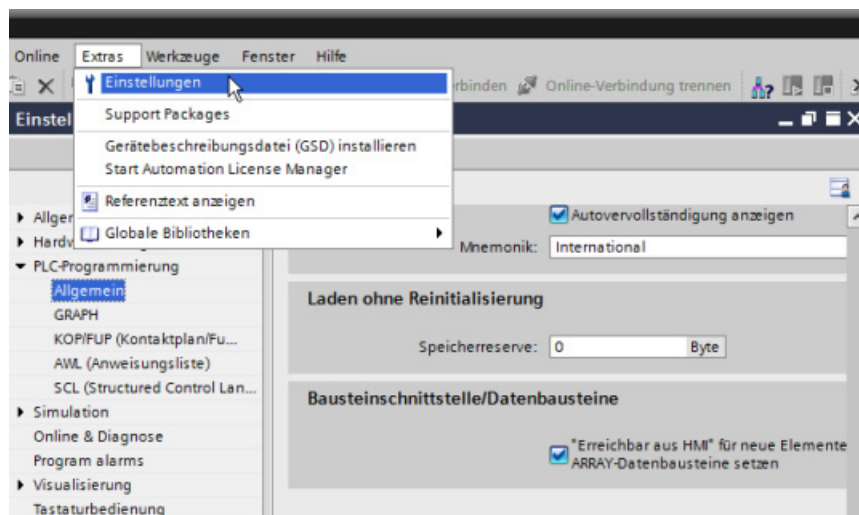 Online Extras Werkzeuge Fenster Hilfe
Einstellungen
rbinden Online-Verbindung trennen
Einstel
Support Packages
Gerätebeschreibungsdatei (GSD) installieren
Start Automation License Manager
Referenztext anzeigen
Globale Bibliotheken
Allger
Hardw
PLC-Programmierung
Allgemein
GRAPH
KOP/FUP (Kontaktplan/Fu...
AWL (Anweisungsliste)
SCL (Structured Control Lan...
Simulation
Online & Diagnose
Program alarms
Visualisierung
Tastaturbedienung
Autovervollständigung anzeigen
Mnemonik: International
Laden ohne Reinitialisierung
Speicherreserve: 0 Byte
Bausteinschnittstelle/Datenbausteine
"Erreichbar aus HMI" für neue Elemente
ARRAY-Datenbausteine setzen